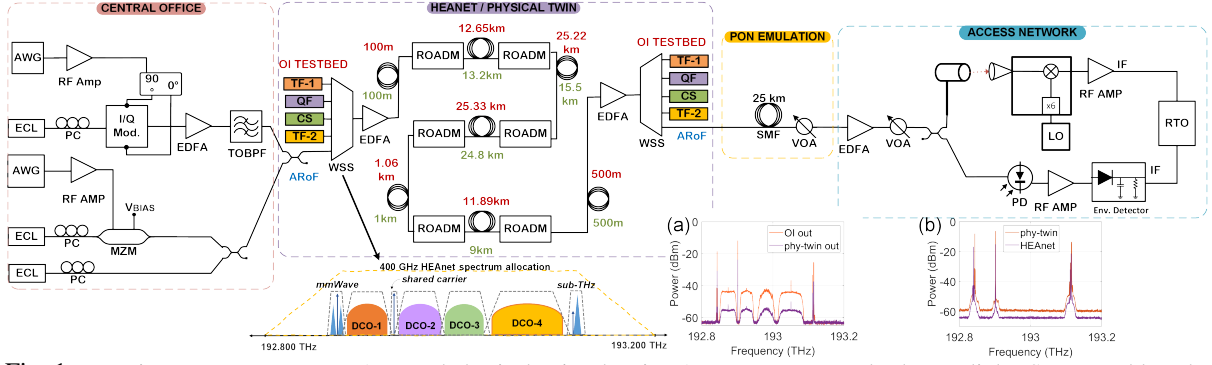 CENTRAL OFFICE
HEANET / PHYSICAL TWIN
PON EMULATION
ACCESS NETWORK
AWG
RF Amp
90° 0°
ECL
PC
I/Q Mod.
EDFA
TOBPF
AWG
RF AMP
VBIAS
ECL
PC
MZM
ECL
PC
OI TESTBED
TF-1
QF
CS
TF-2
ARoF
WSS
EDFA
100m
100m
12.65km
ROADM
ROADM
13.2km
25.22 km
15.5 km
25.33 km
ROADM
ROADM
24.8 km
1.06 km
1km
11.89km
ROADM
ROADM
9km
500m
500m
EDFA
OI TESTBED
TF-1
QF
CS
TF-2
ARoF
WSS
25 km
SMF
VOA
EDFA
VOA
x6
LO
RF AMP
IF
RTO
PD
RF AMP
Env. Detector
IF
400 GHz HEAnet spectrum allocation
mmWave
shared carrier
sub-THz
DCO-1
DCO-2
DCO-3
DCO-4
192.800 THz
193.200 THz
(a)
OI out
phy-twin out
Power (dBm)
0
-20
-40
-60
192.8
193
193.2
Frequency (THz)
(b)
phy-twin
HEAnet
Power (dBm)
0
-20
-40
-60
192.8
193
193.2
Frequency (THz)